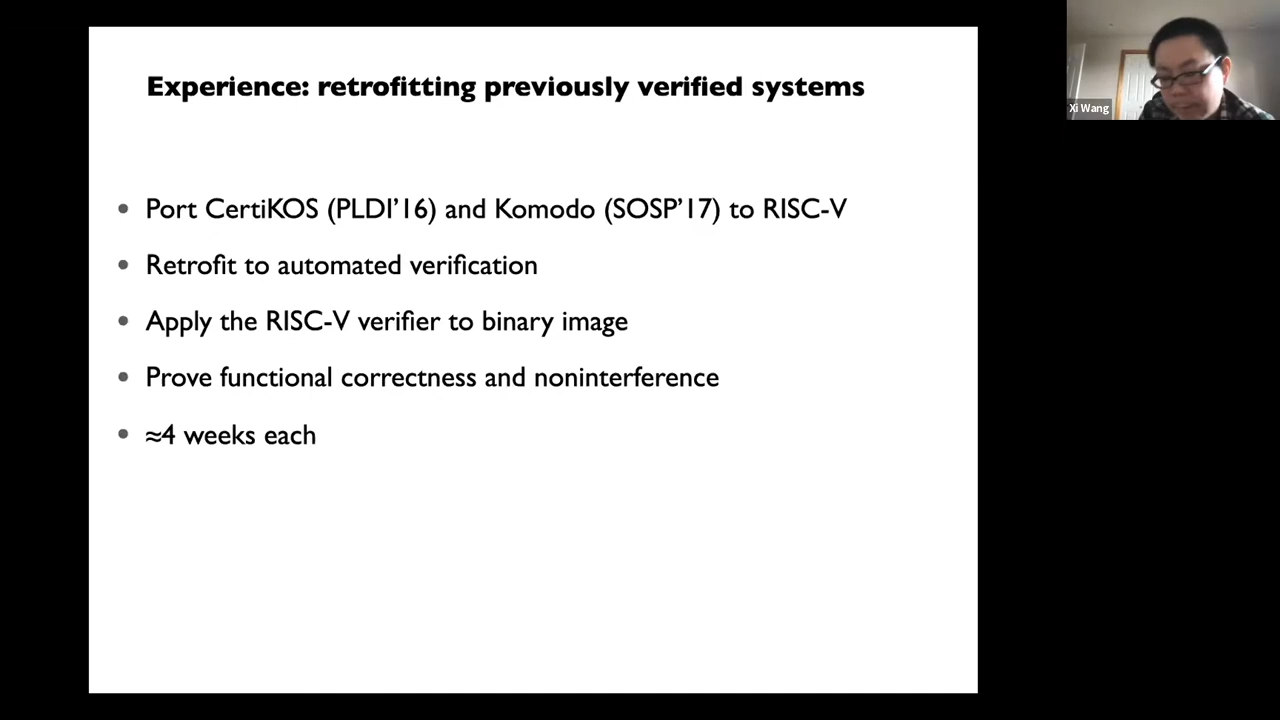 Experience: retrofitting previously verified systems
Xi Wang
• Port CertiKOS (PLDI’16) and Komodo (SOSP’17) to RISC-V
• Retrofit to automated verification
• Apply the RISC-V verifier to binary image
• Prove functional correctness and noninterference
• ≈4 weeks each